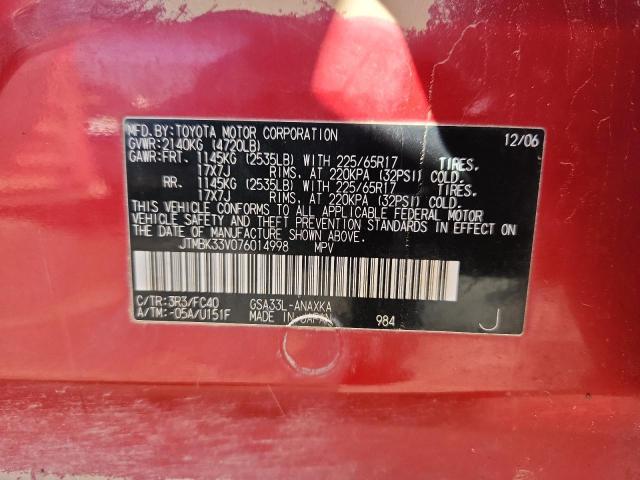 MFD.BY:TOYOTA MOTOR CORPORATION 12/06
GVWR:2140KG (4720LB)
GAWR:FRT. 1145KG (2535LB) WITH 225/65R17 TIRES.
17X7J RIMS, AT 220KPA (32PSI) COLD.
RR. 1145KG (2535LB) WITH 225/65R17 TIRES.
17X7J RIMS, AT 220KPA (32PSI) COLD.
THIS VEHICLE CONFORMS TO ALL APPLICABLE FEDERAL MOTOR
VEHICLE SAFETY AND THEFT PREVENTION STANDARDS IN EFFECT ON
THE DATE OF MANUFACTURE SHOWN ABOVE.
JTMBK33V076014998 MPV
C/TR:3R3/FC40 GSA33L-ANAXKA
A/TM:-05A/U151F MADE IN JAPAN 984 J